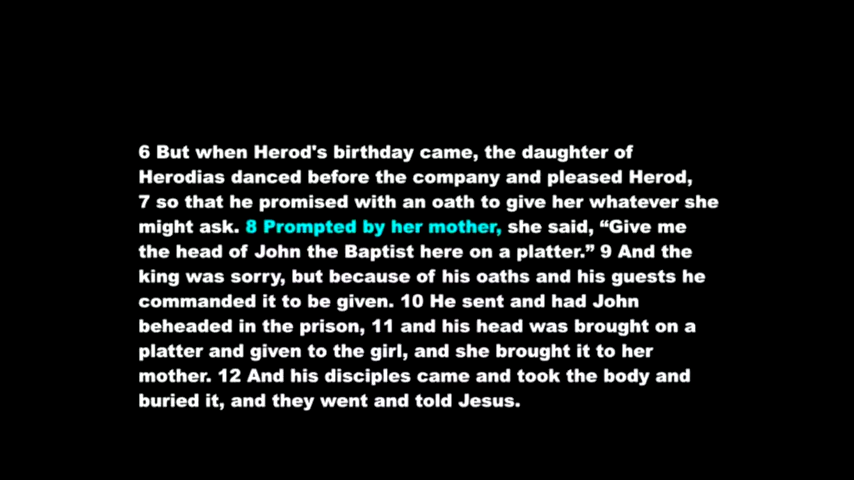 6 But when Herod's birthday came, the daughter of
Herodias danced before the company and pleased Herod,
7 so that he promised with an oath to give her whatever she
might ask. 8 Prompted by her mother, she said, “Give me
the head of John the Baptist here on a platter.” 9 And the
king was sorry, but because of his oaths and his guests he
commanded it to be given. 10 He sent and had John
beheaded in the prison, 11 and his head was brought on a
platter and given to the girl, and she brought it to her
mother. 12 And his disciples came and took the body and
buried it, and they went and told Jesus.